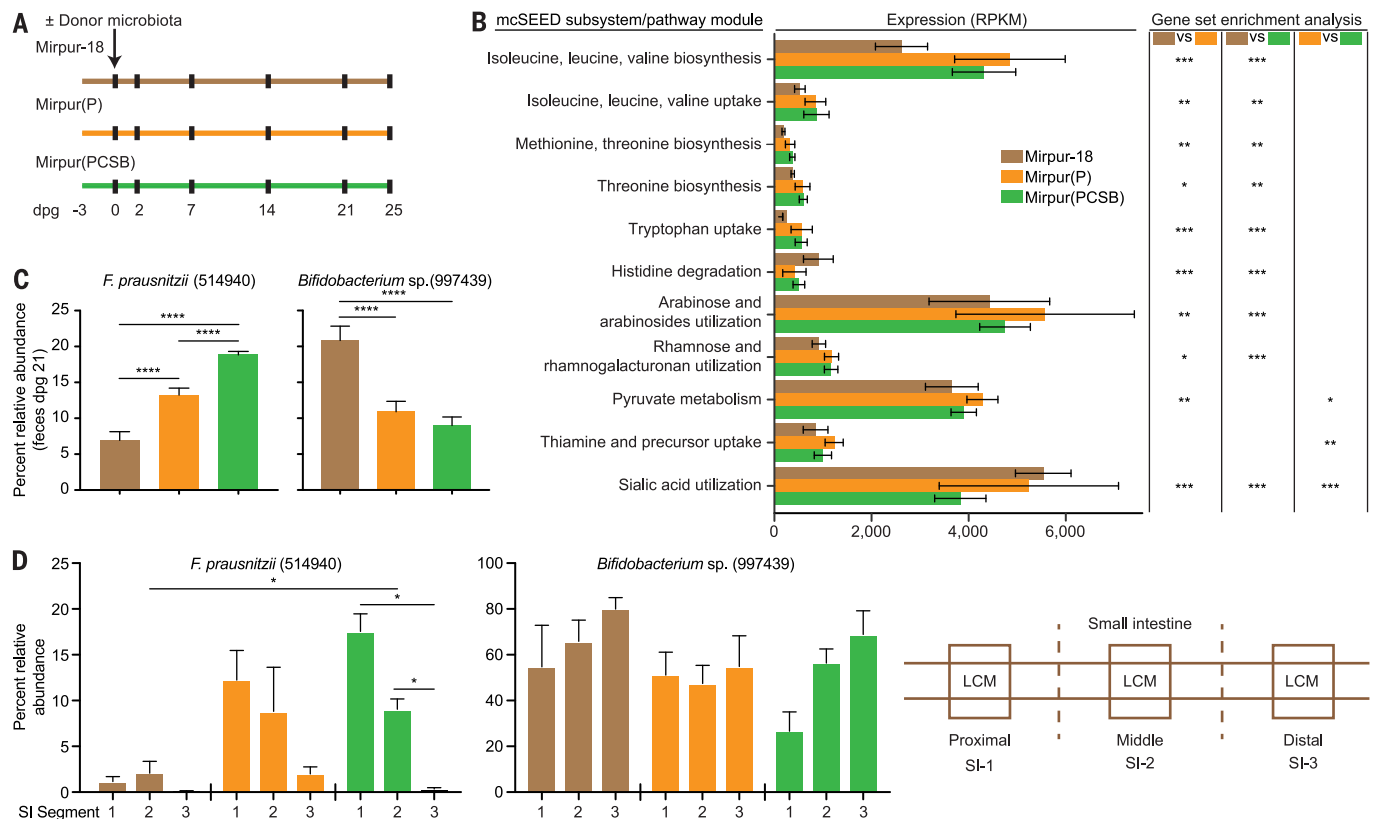 A
± Donor microbiota
Mirpur-18
Mirpur(P)
Mirpur(PCSB)
dpg -3 0 2 7 14 21 25
B
mcSEED subsystem/pathway module
Expression (RPKM)
Gene set enrichment analysis
vs vs vs
Isoleucine, leucine, valine biosynthesis *** ***
Isoleucine, leucine, valine uptake ** **
Methionine, threonine biosynthesis ** **
Threonine biosynthesis * **
Tryptophan uptake *** ***
Histidine degradation *** ***
Arabinose and
arabinosides utilization ** ***
Rhamnose and
rhamnogalacturonan utilization * ***
Pyruvate metabolism ** *
Thiamine and precursor uptake **
Sialic acid utilization *** *** ***
Mirpur-18
Mirpur(P)
Mirpur(PCSB)
0 2,000 4,000 6,000
C
F. prausnitzii (514940)
Bifidobacterium sp.(997439)
Percent relative abundance
(feces dpg 21)
25
20
15
10
5
0
****
****
****
****
****
D
F. prausnitzii (514940)
Percent relative
abundance
25
20
15
10
5
0
*
*
*
SI Segment 1 2 3 1 2 3 1 2 3
Bifidobacterium sp. (997439)
100
80
60
40
20
0
1 2 3 1 2 3 1 2 3
Small intestine
LCM LCM LCM
Proximal Middle Distal
SI-1 SI-2 SI-3